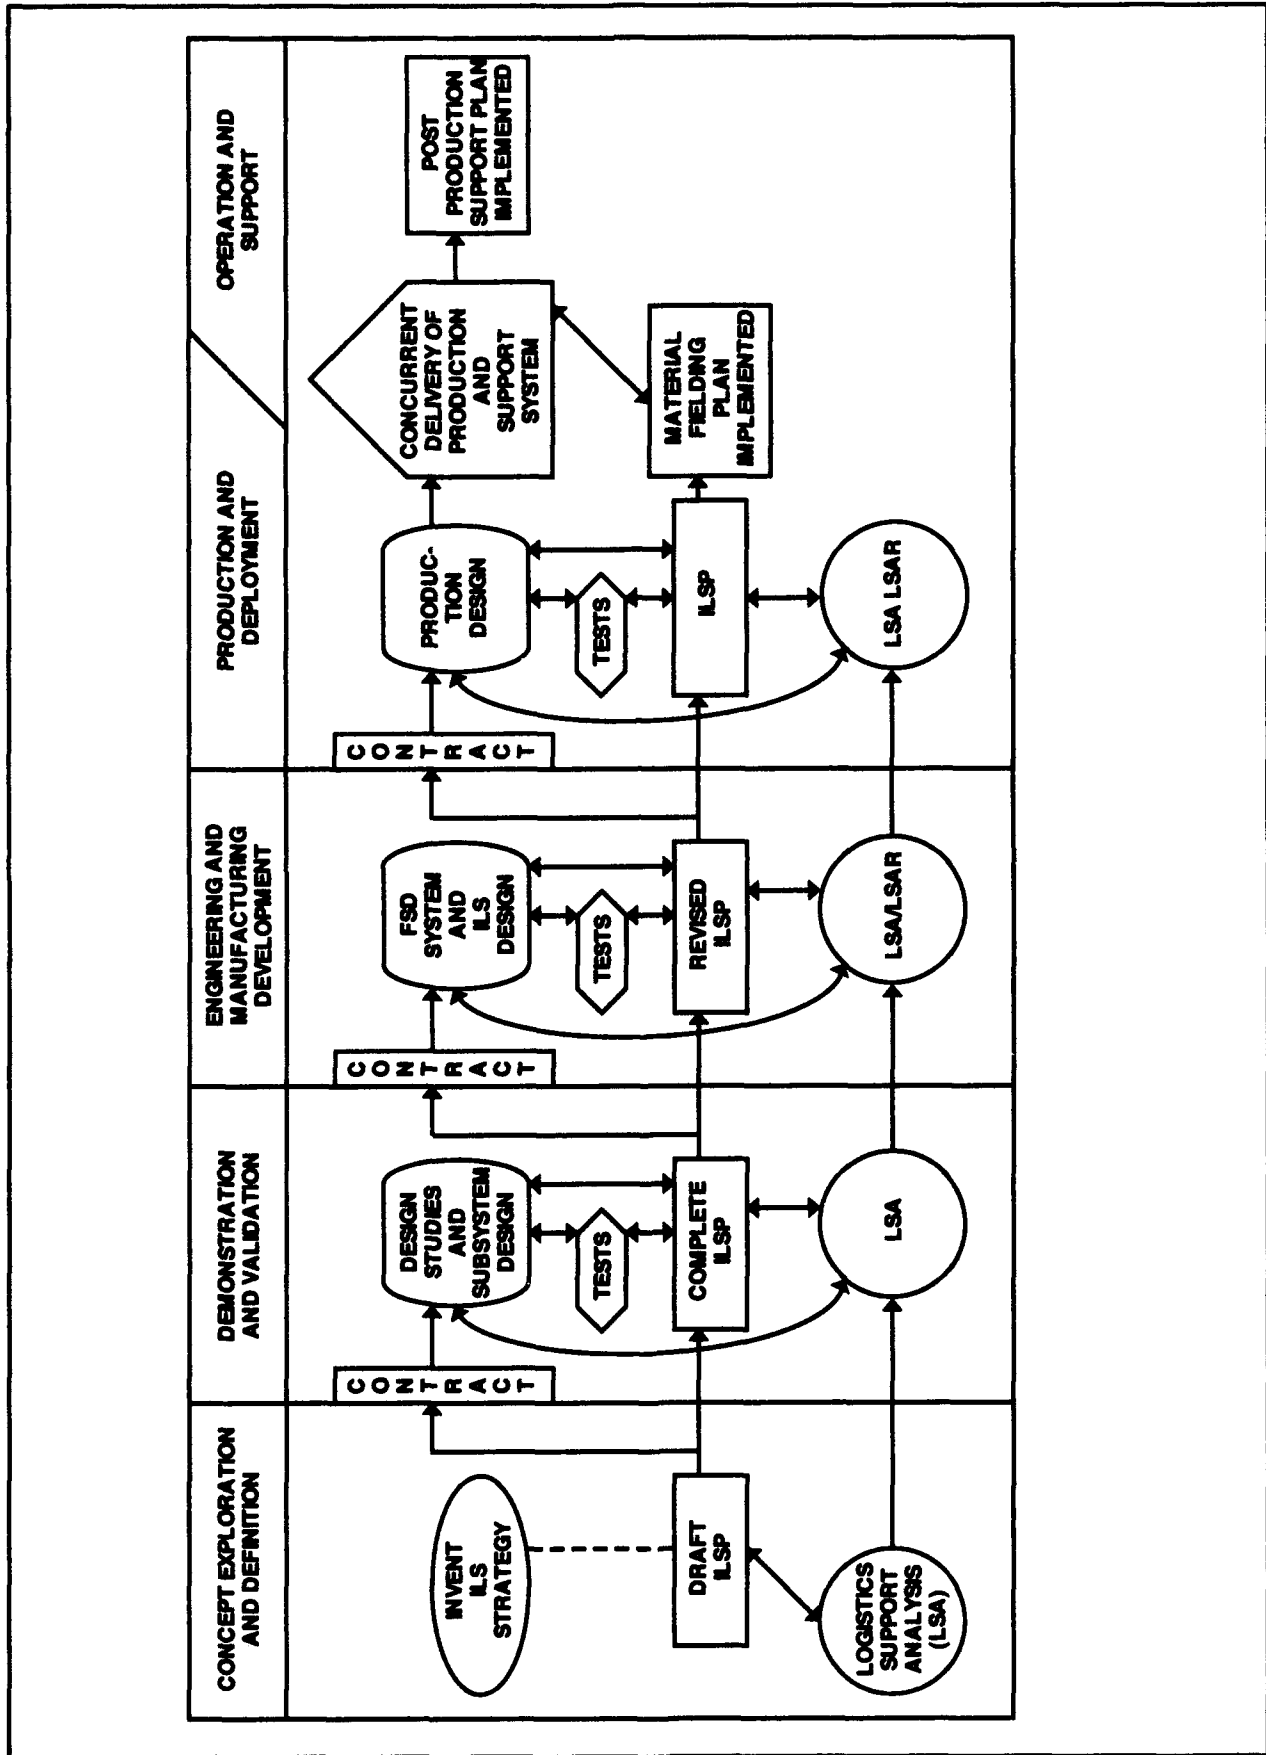 CONCEPT EXPLORATION
AND DEFINITION
DEMONSTRATION
AND VALIDATION
ENGINEERING AND
MANUFACTURING
DEVELOPMENT
PRODUCTION AND
DEPLOYMENT
OPERATION AND
SUPPORT
INVENT
ILS
STRATEGY
DRAFT
ILSP
LOGISTICS
SUPPORT
ANALYSIS
(LSA)
CONTRACT
DESIGN
STUDIES
AND
SUBSYSTEM
DESIGN
TESTS
COMPLETE
ILSP
LSA
CONTRACT
FSD
SYSTEM
AND
ILS
DESIGN
TESTS
REVISED
ILSP
LSA/LSAR
CONTRACT
PRODUC-
TION
DESIGN
TESTS
ILSP
LSA LSAR
CONCURRENT
DELIVERY OF
PRODUCTION
AND
SUPPORT
SYSTEM
MATERIAL
FIELDING
PLAN
IMPLEMENTED
POST
PRODUCTION
SUPPORT PLAN
IMPLEMENTED